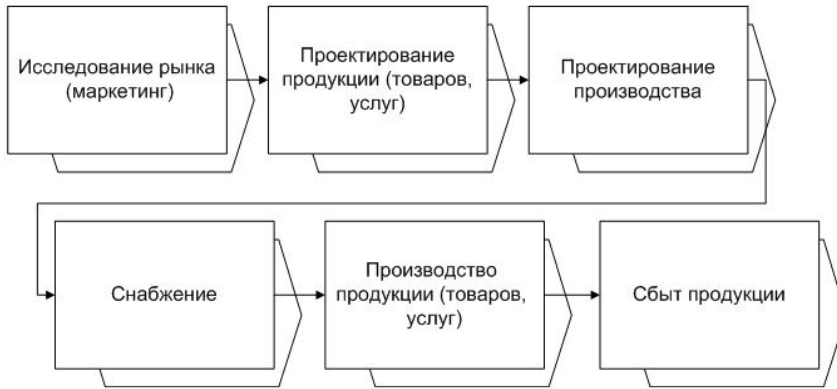 Исследование рынка
(маркетинг)
Проектирование
продукции (товаров,
услуг)
Проектирование
производства
Снабжение
Производство
продукции (товаров,
услуг)
Сбыт продукции